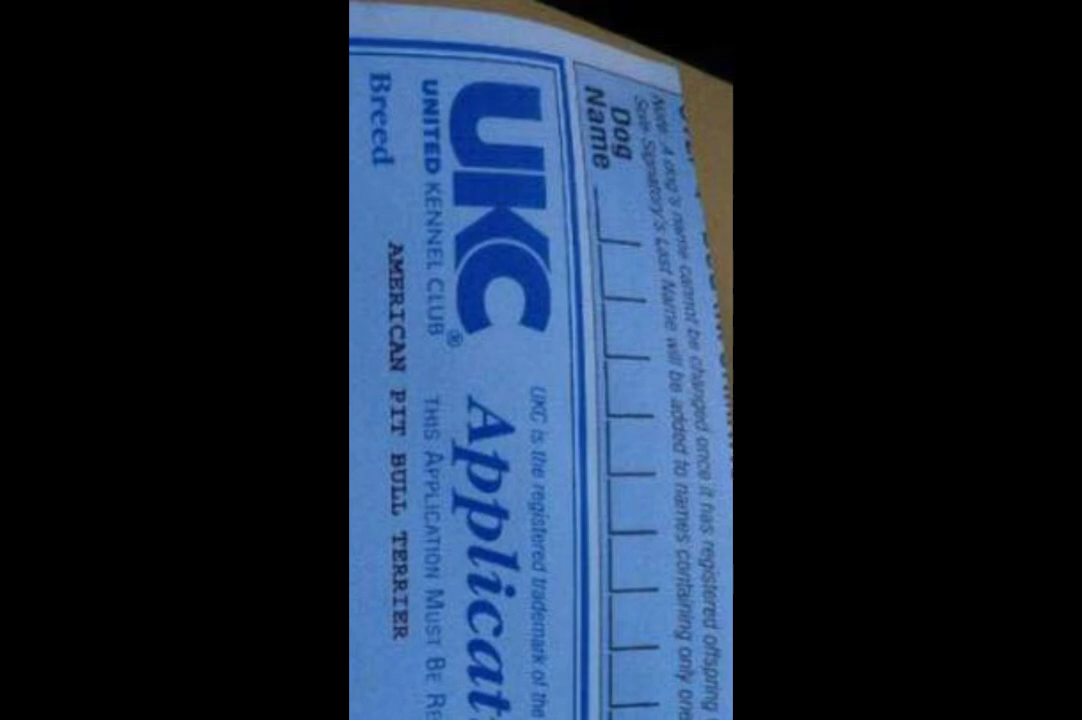 Note: A dog's name cannot be changed once it has registered offspring
Sole-Signatory's Last Name will be added to names containing only one
Dog
Name
UKC is the registered trademark of the
UKC Applicat
UNITED KENNEL CLUB® THIS APPLICATION MUST BE RE
Breed AMERICAN PIT BULL TERRIER